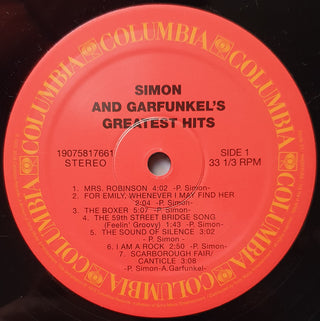 COLUMBIA COLUMBIA COLUMBIA COLUMBIA COLUMBIA COLUMBIA
SIMON
AND GARFUNKEL'S
GREATEST HITS
19075817661 SIDE 1
STEREO 33 1/3 RPM
1. MRS. ROBINSON 4:02 -P. Simon-
2. FOR EMILY, WHENEVER I MAY FIND HER
2:04 -P. Simon-
3. THE BOXER 5:07 -P. Simon-
4. THE 59th STREET BRIDGE SONG
(Feelin' Groovy) 1:43 -P. Simon-
5. THE SOUND OF SILENCE 3:02
-P. Simon-
6. I AM A ROCK 2:50 -P. Simon-
7. SCARBOROUGH FAIR/
CANTICLE 3:08
-P. Simon-A.Garfunkel-